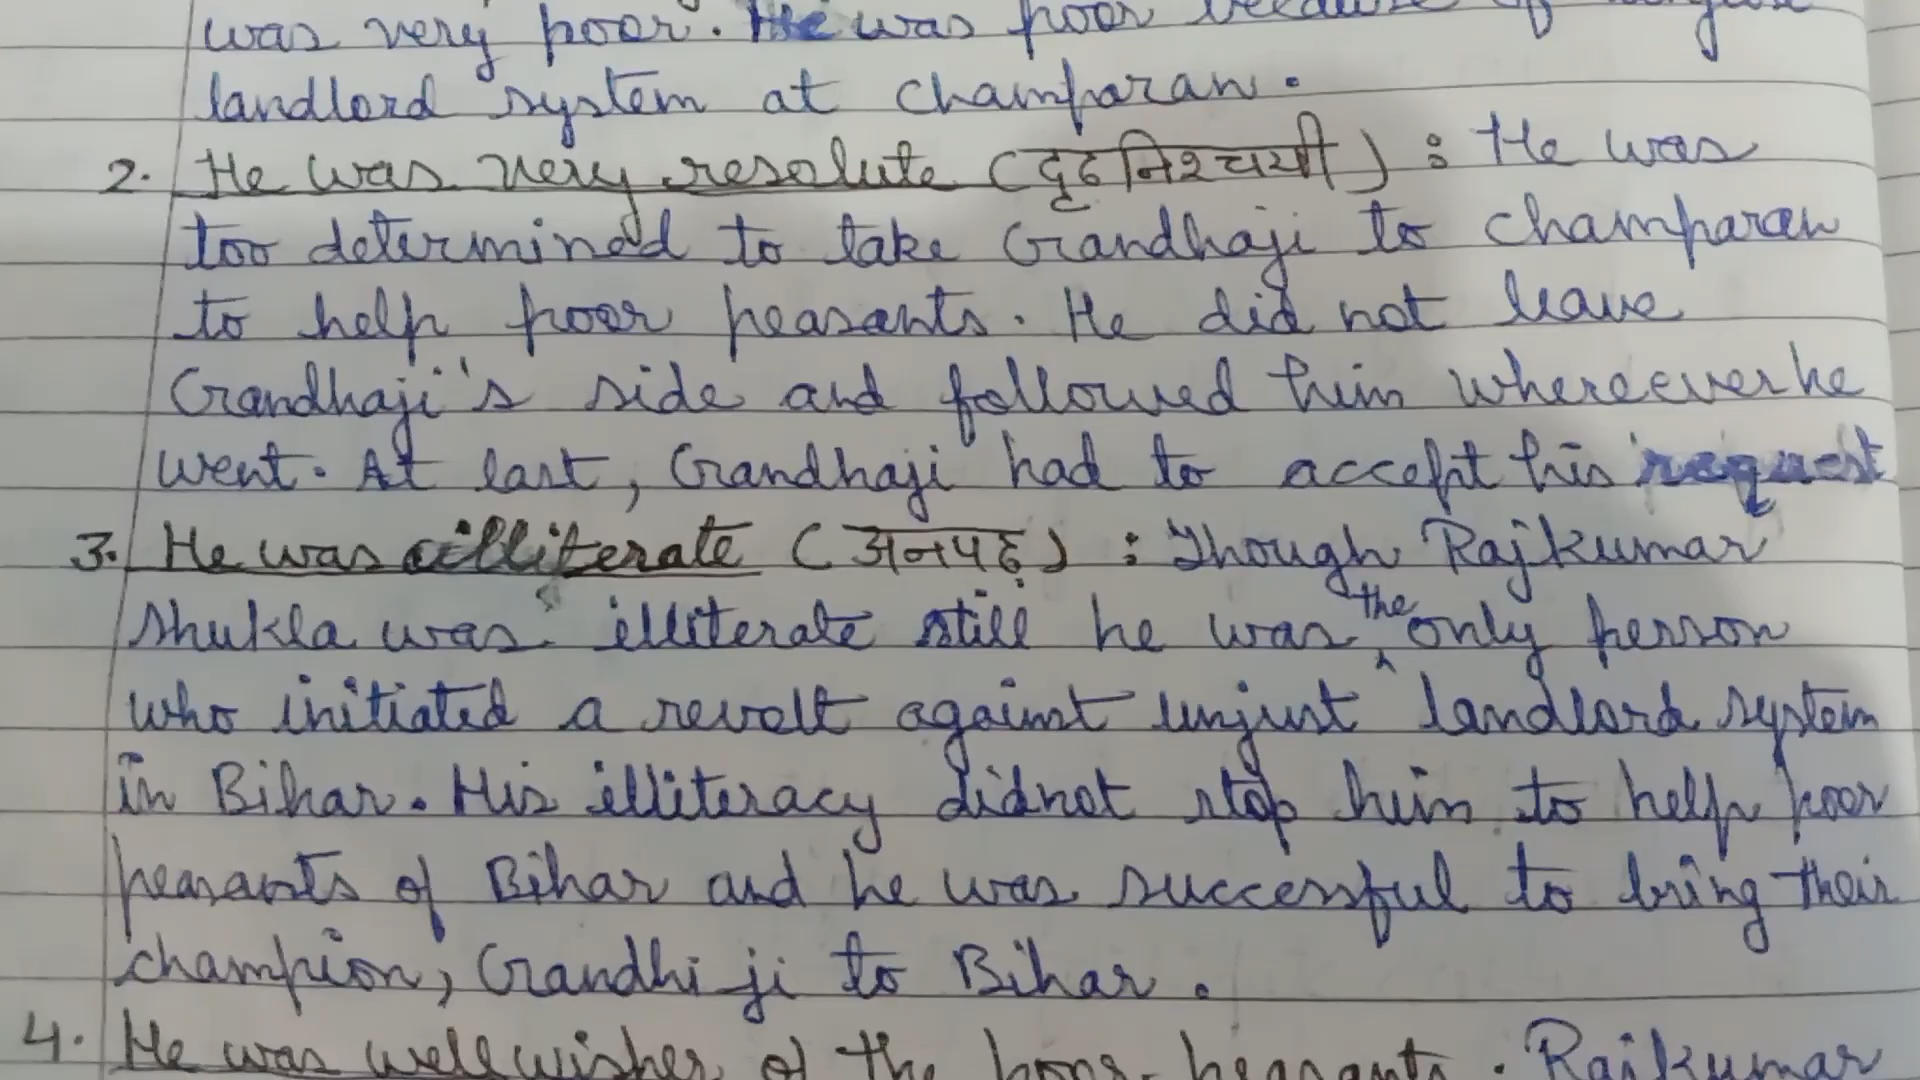 was very poor. He was poor because of
landlord system at champaran.
2. He was very resolute (दृढ़ निश्चयी) : He was
too determined to take Gandhaji to champaran
to help poor peasants. He did not leave
Gandhaji's side and followed him whereever he
went. At last, Gandhaji had to accept his request
3. He was illiterate (अनपढ़) : Though Rajkumar
Shukla was illiterate still he was the only person
who initiated a revolt against unjust landlord system
in Bihar. His illiteracy didnot stop him to help poor
peasants of Bihar and he was successful to bring their
champion, Gandhi ji to Bihar.
4. He was well wisher of the poor peasants. Rajkumar